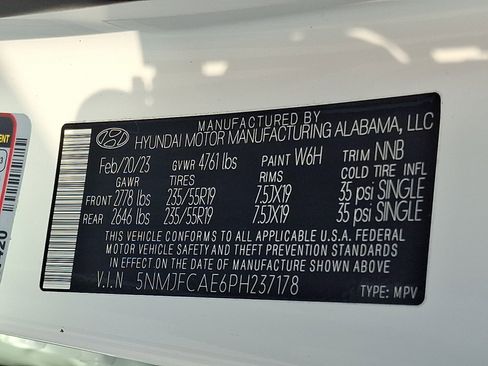 MANUFACTURED BY
HYUNDAI MOTOR MANUFACTURING ALABAMA, LLC
Feb/20/23 GVWR 4761 lbs PAINT W6H TRIM NNB
GAWR TIRES RIMS COLD TIRE INFL
FRONT 2778 lbs 235/55R19 7.5JX19 35 psi SINGLE
REAR 2646 lbs 235/55R19 7.5JX19 35 psi SINGLE
THIS VEHICLE CONFORMS TO ALL APPLICABLE U.S.A. FEDERAL
MOTOR VEHICLE SAFETY AND THEFT PREVENTION STANDARDS
IN EFFECT ON THE DATE OF MANUFACTURE SHOWN ABOVE
V.I.N 5NMJFCAE6PH237178 TYPE: MPV